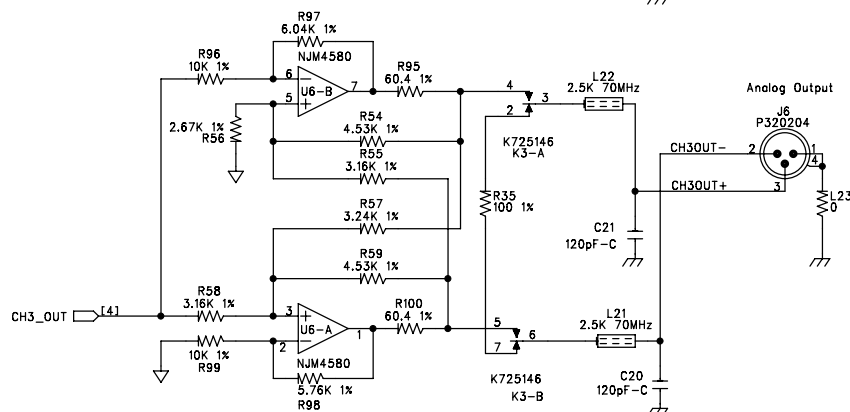 R97
6.04K 1%
R96
10K 1%
NJM4580
6
5
U6-B
7
R95
60.4 1%
2.67K 1%
R56
R54
4.53K 1%
R55
3.16K 1%
4
2
3
K725146
K3-A
L22
2.5K 70MHz
Analog Output
J6
P320204
2
1
4
3
CH3OUT-
CH3OUT+
L23
0
R35
100 1%
C21
120pF-C
R57
3.24K 1%
R59
4.53K 1%
CH3_OUT
[4]
R58
3.16K 1%
3
2
U6-A
1
R100
60.4 1%
10K 1%
R99
NJM4580
5.76K 1%
R98
5
7
6
K725146
K3-B
L21
2.5K 70MHz
C20
120pF-C